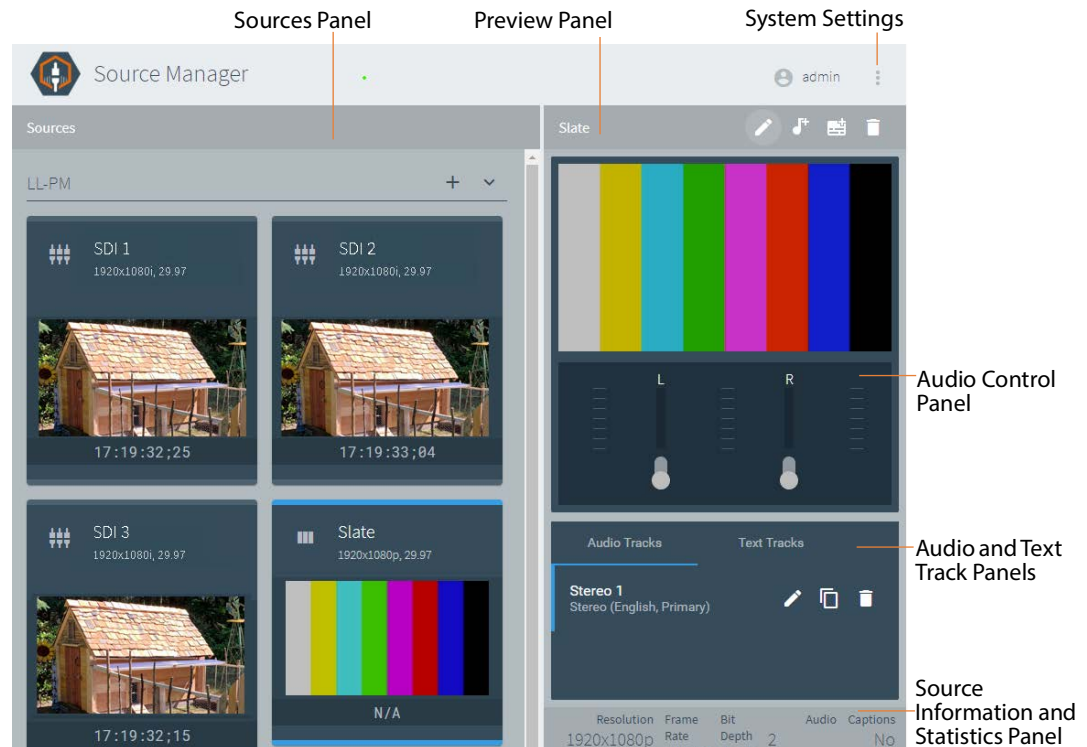 Sources Panel
Preview Panel
System Settings
Source Manager
admin
Sources
Slate
LL-PM
SDI 1
1920x1080i, 29.97
17:19:32;25
SDI 2
1920x1080i, 29.97
17:19:33;04
SDI 3
1920x1080i, 29.97
17:19:32;15
Slate
1920x1080p, 29.97
N/A
L
R
Audio Control
Panel
Audio Tracks
Text Tracks
Stereo 1
Stereo (English, Primary)
Audio and Text
Track Panels
Resolution
1920x1080p
Frame
Rate
Bit
Depth
Audio
2
Captions
No
Source
Information and
Statistics Panel